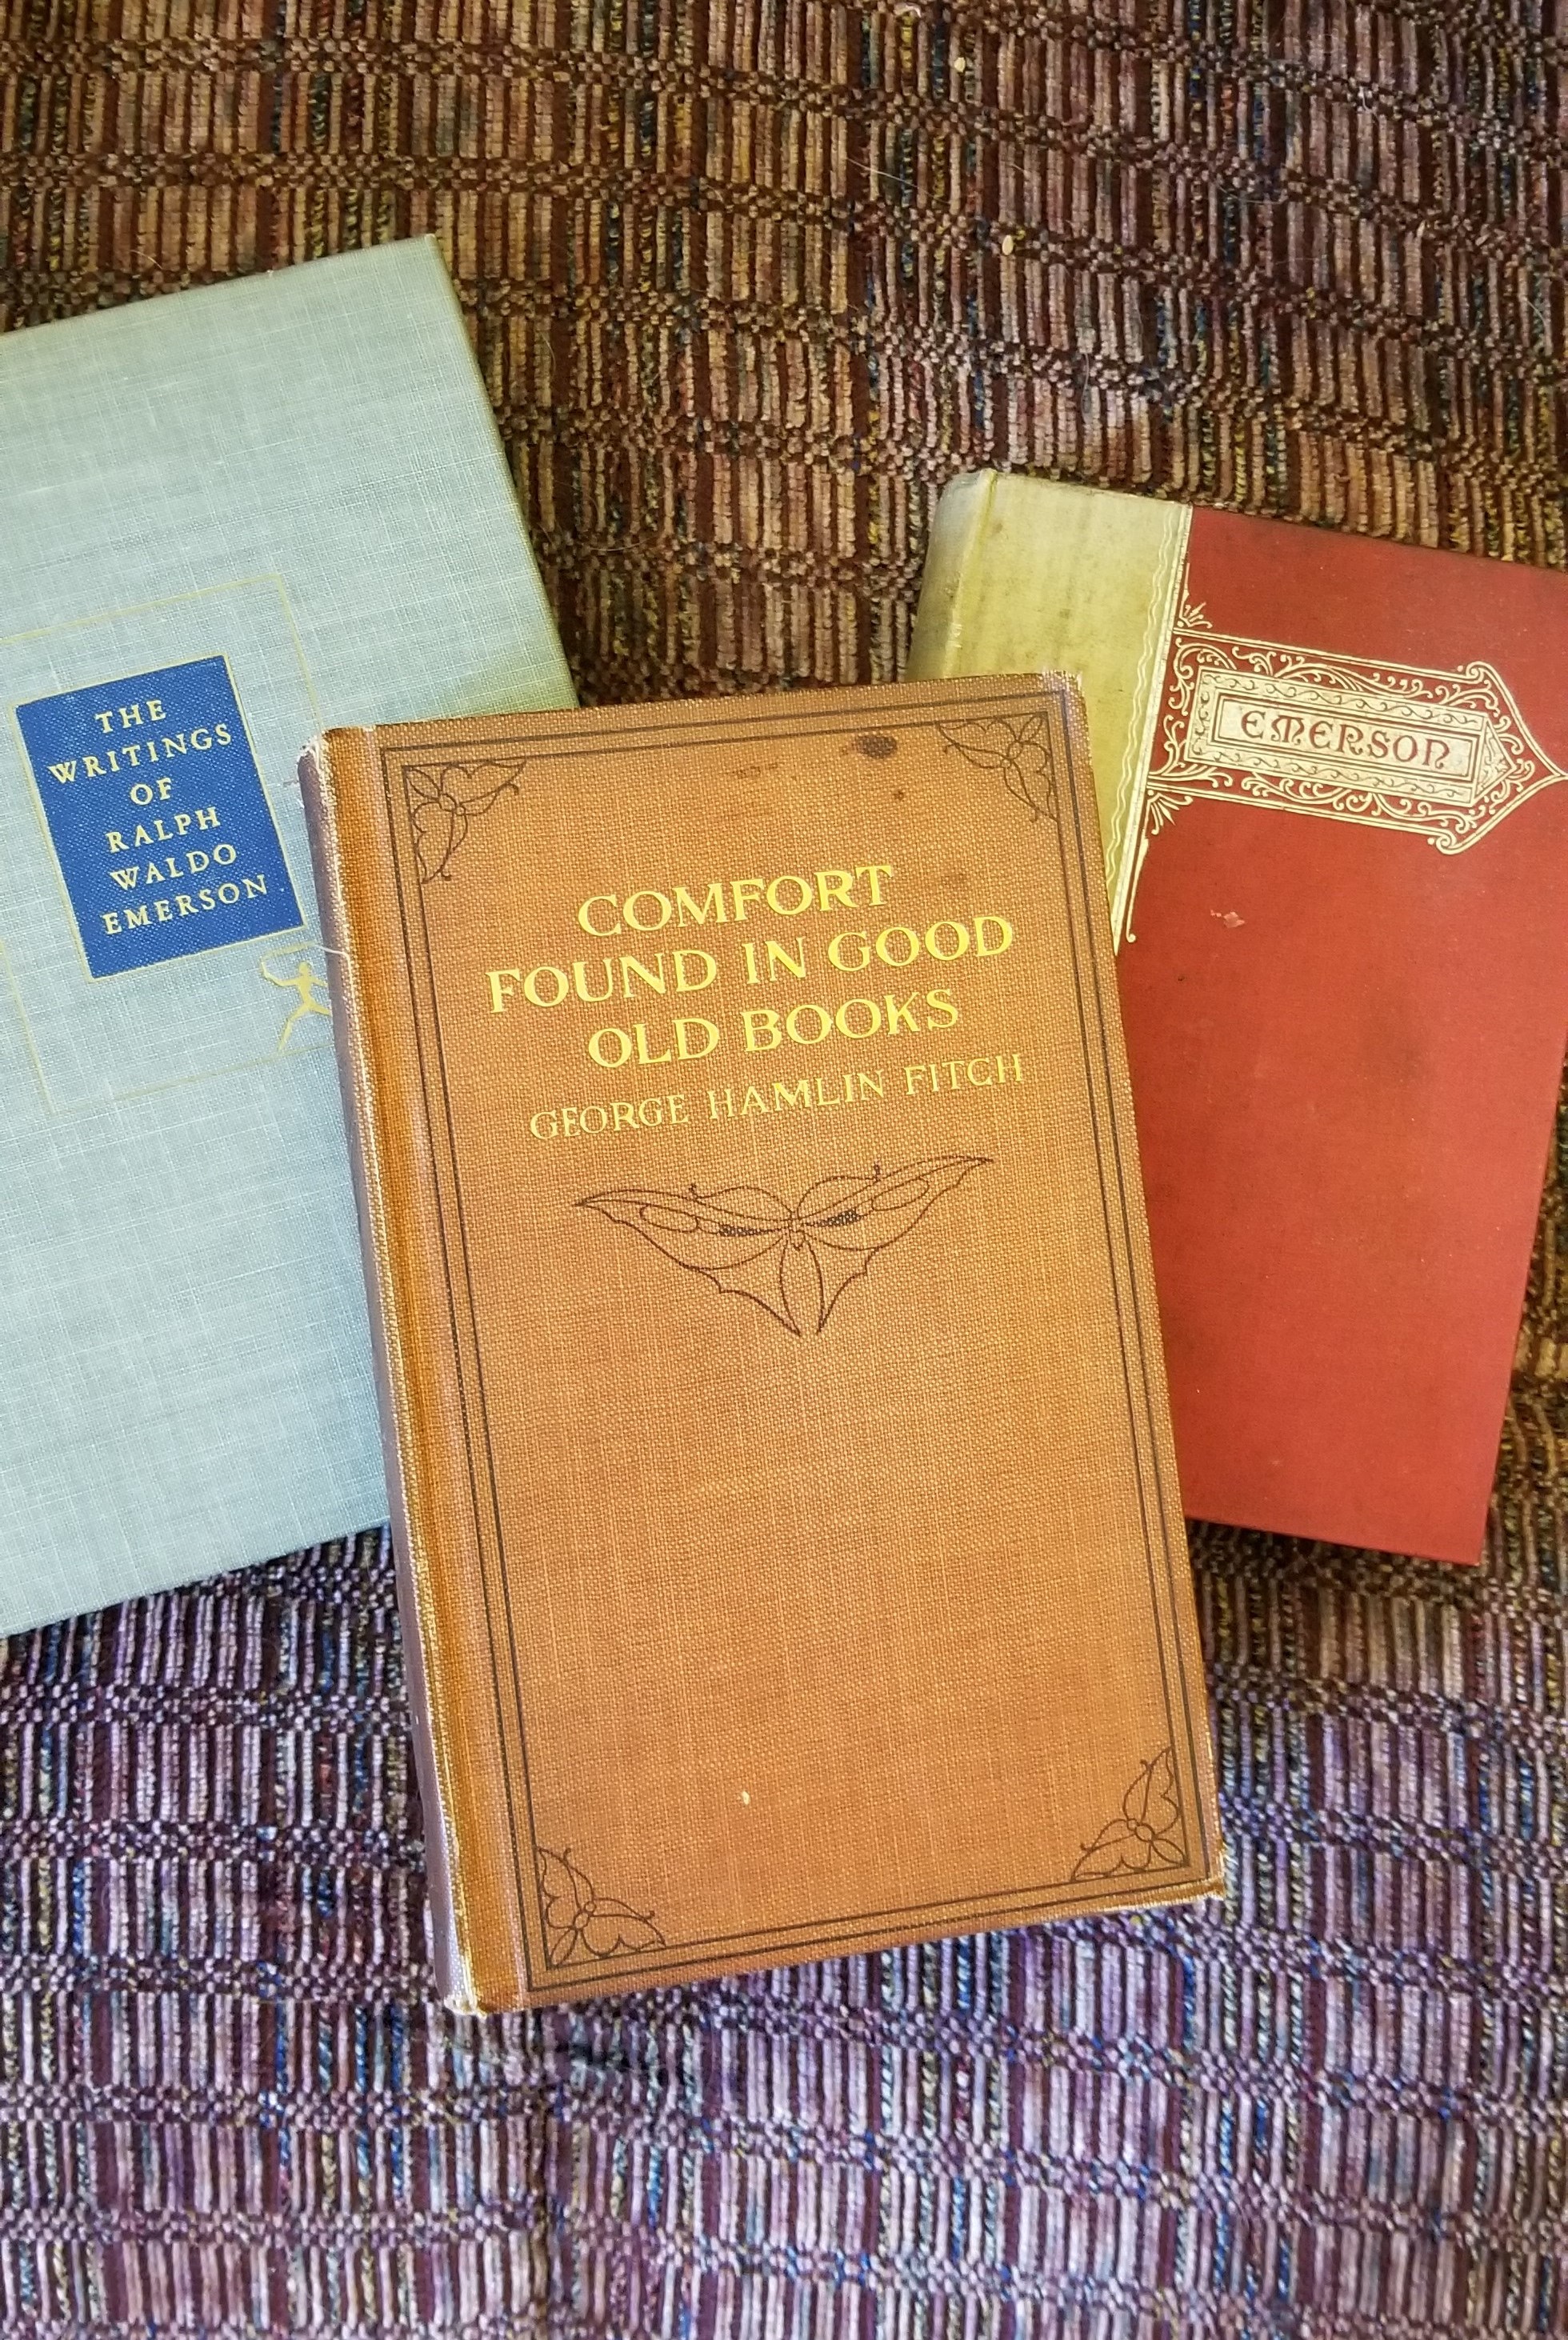 THE
WRITINGS
OF
RALPH
WALDO
EMERSON
COMFORT
FOUND IN GOOD
OLD BOOKS
GEORGE HAMLIN FITCH
EMERSON